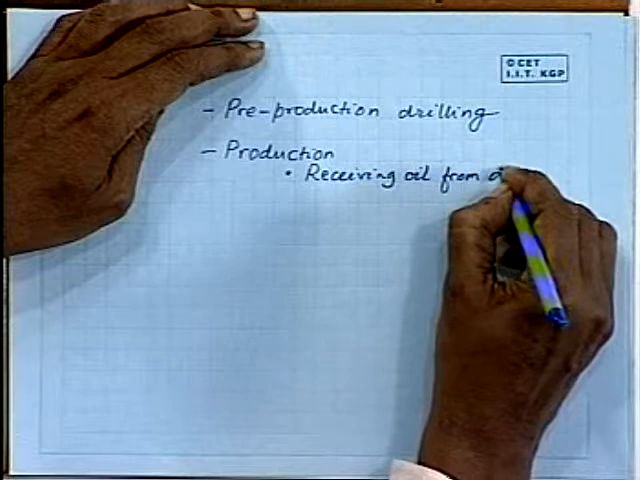 © CET
I.I.T. KGP
- Pre-production drilling
- Production
• Receiving oil from